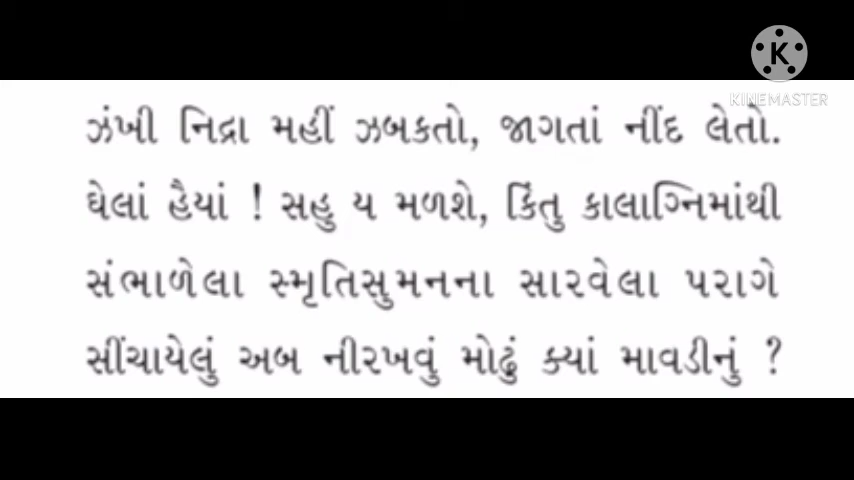 K
KINEMASTER
ઝંખી નિદ્રા મહીં ઝબકતો, જાગતાં નીંદ લેતો.
ઘેલાં હૈયાં ! સહુ ય મળશે, કિંતુ કાલાગ્નિમાંથી
સંભાળેલા સ્મૃતિસુમનના સારવેલા પરાગે
સીંચાયેલું અબ નીરખવું મોઢું ક્યાં માવડીનું ?